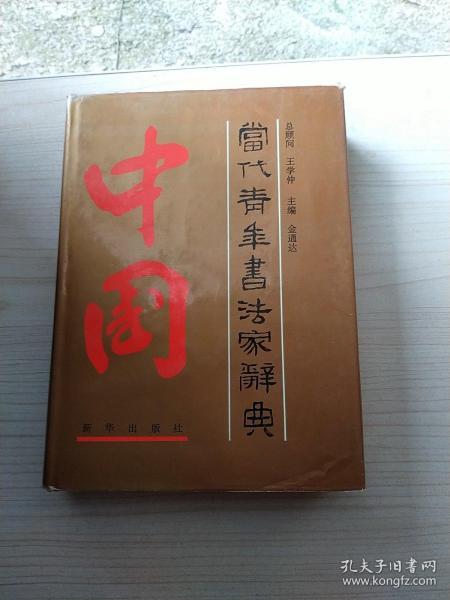 中国
當代青年書法家辭典
总顾问 王学仲 主编 金通达
新华出版社
孔夫子旧书网
www.kongfz.com